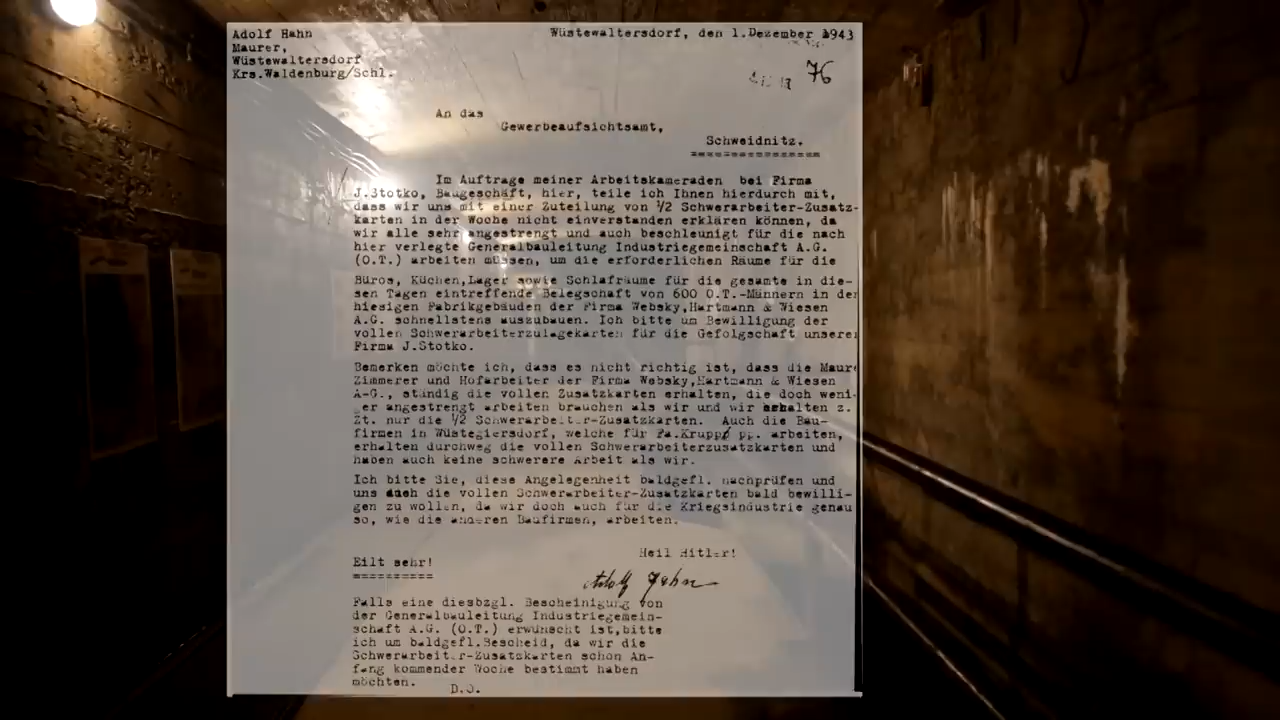 Adolf Hahn
Maurer,
Wüstewaltersdorf
Krs.Waldenburg/Schl.
Wüstewaltersdorf, den 1.Dezember 1943
76
An das
Gewerbeaufsichtsamt,
Schweidnitz.
Im Auftrage meiner Arbeitskameraden bei Firma
J.Stotko, Baugeschäft, hier, teile ich Ihnen hierdurch mit,
dass wir uns mit einer Zuteilung von ½ Schwerarbeiter-Zusatz-
karten in der Woche nicht einverstanden erklären können, da
wir alle sehr angestrengt und auch beschleunigt für die nach
hier verlegte Generalbauleitung Industriegemeinschaft A.G.
(O.T.) arbeiten müssen, um die erforderlichen Räume für die
Büros, Küchen,Lager sowie Schlafräume für die gesamte in die-
sen Tagen eintreffende Belegschaft von 600 O.T.-Männern in der
hiesigen Fabrikgebäuden der Firma Websky,Hartmann & Wiesen
A.G. schnellstens auszubauen. Ich bitte um Bewilligung der
vollen Schwerarbeiterzulagekarten für die Gefolgschaft unserer
Firma J.Stotko.
Bemerken möchte ich, dass es nicht richtig ist, dass die Maure
Zimmerer und Hofarbeiter der Firma Websky,Hartmann & Wiesen
A-G., ständig die vollen Zusatzkarten erhalten, die doch weni-
ger angestrengt arbeiten brauchen als wir und wir erhalten z.
Zt. nur die ½ Schwerarbeiter-Zusatzkarten. Auch die Bau-
firmen in Wüstegiersdorf, welche für Fa.Krupp pp. arbeiten,
erhalten durchweg die vollen Schwerarbeiterzusatzkarten und
haben auch keine schwerere Arbeit als wir.
Ich bitte Sie, diese Angelegenheit baldgefl. nachprüfen und
uns auch die vollen Schwerarbeiter-Zusatzkarten bald bewilli-
gen zu wollen, da wir doch auch für die Kriegsindustrie genau
so, wie die anderen Baufirmen, arbeiten.
Heil Hitler!
Eilt sehr!
Adolf Hahn
Falls eine diesbzgl. Bescheinigung von
der Generalbauleitung Industriegemein-
schaft A.G. (O.T.) erwünscht ist,bitte
ich um baldgefl.Bescheid, da wir die
Schwerarbeiter-Zusatzkarten schon An-
fang kommender Woche bestimmt haben
möchten.
D.O.